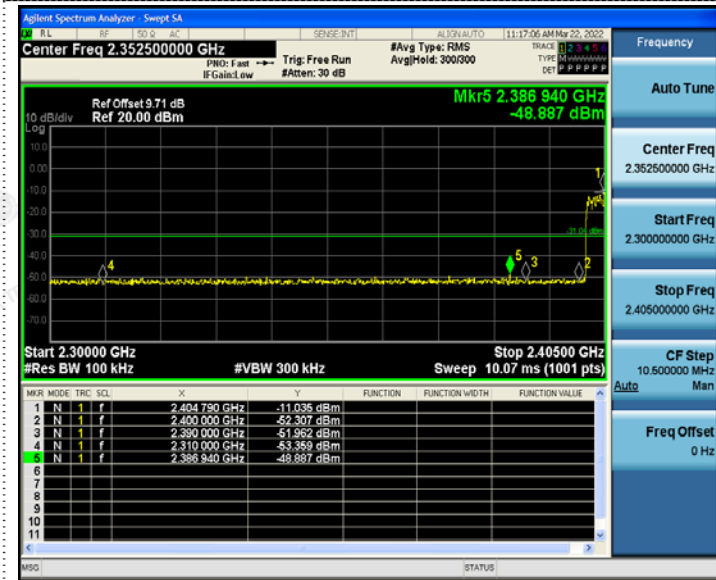 Agilent Spectrum Analyzer - Swept SA
RL RF 50 Ω AC SENSE:INT ALIGN AUTO 11:17:06 AM Mar 22, 2022
Center Freq 2.352500000 GHz
PNO: Fast Trig: Free Run
IFGain:Low #Atten: 30 dB
#Avg Type: RMS
Avg|Hold: 300/300
TRACE 1 2 3 4 5 6
TYPE M
DET P P P P P P
Frequency
Mkr5 2.386 940 GHz
-48.887 dBm
Ref Offset 9.71 dB
10 dB/div Ref 20.00 dBm
Log
10.0
0.00
-10.0
-20.0
-30.0
-40.0
-50.0
-60.0
-70.0
1
-31.04 dBm
4
5
3
2
Start 2.30000 GHz Stop 2.40500 GHz
#Res BW 100 kHz #VBW 300 kHz Sweep 10.07 ms (1001 pts)
MKR MODE TRC SCL X Y FUNCTION FUNCTION WIDTH FUNCTION VALUE
1 N 1 f 2.404 790 GHz -11.035 dBm
2 N 1 f 2.400 000 GHz -52.307 dBm
3 N 1 f 2.390 000 GHz -51.962 dBm
4 N 1 f 2.310 000 GHz -53.359 dBm
5 N 1 f 2.386 940 GHz -48.887 dBm
6
7
8
9
10
11
MSG STATUS
Auto Tune
Center Freq
2.352500000 GHz
Start Freq
2.300000000 GHz
Stop Freq
2.405000000 GHz
CF Step
10.500000 MHz
Auto Man
Freq Offset
0 Hz